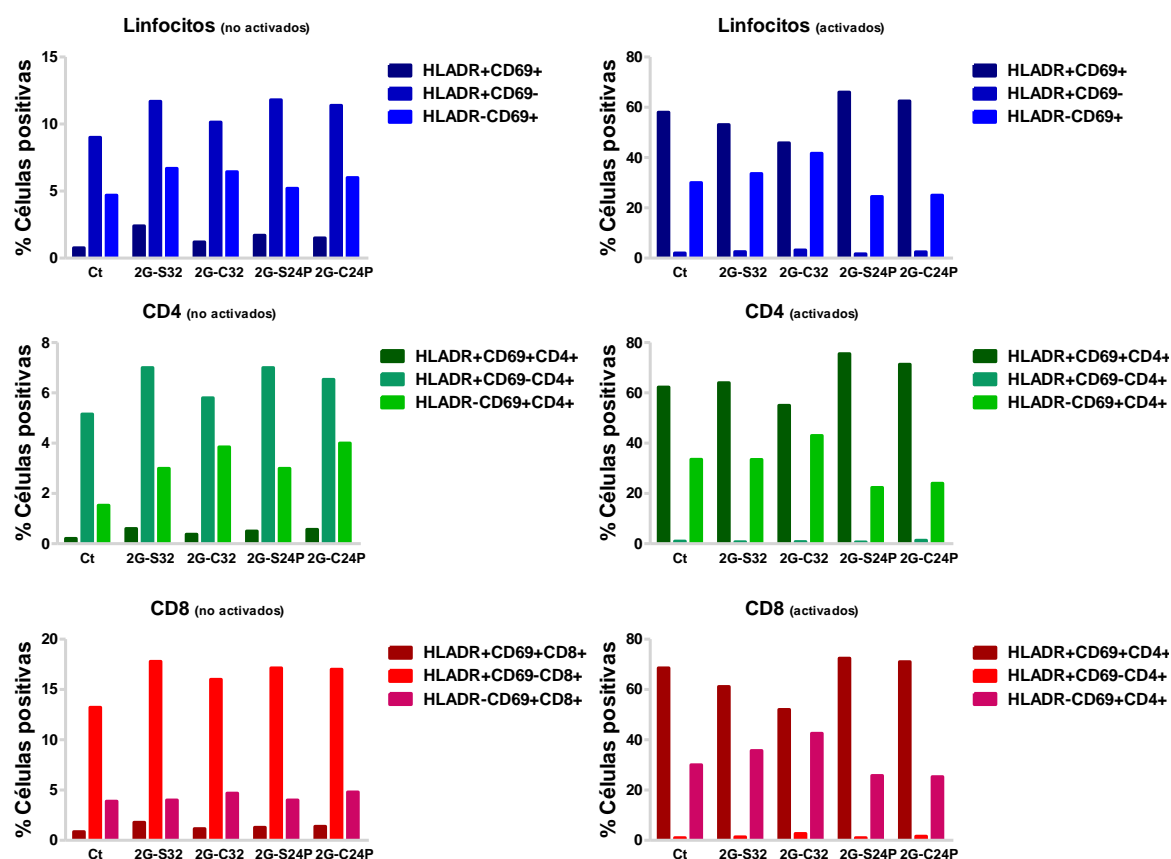 Linfocitos (no activados)
% Células positivas
15
10
5
0
Ct 2G-S32 2G-C32 2G-S24P 2G-C24P
HLADR+CD69+
HLADR+CD69-
HLADR-CD69+
Linfocitos (activados)
% Células positivas
80
60
40
20
0
Ct 2G-S32 2G-C32 2G-S24P 2G-C24P
HLADR+CD69+
HLADR+CD69-
HLADR-CD69+
CD4 (no activados)
% Células positivas
8
6
4
2
0
Ct 2G-S32 2G-C32 2G-S24P 2G-C24P
HLADR+CD69+CD4+
HLADR+CD69-CD4+
HLADR-CD69+CD4+
CD4 (activados)
% Células positivas
80
60
40
20
0
Ct 2G-S32 2G-C32 2G-S24P 2G-C24P
HLADR+CD69+CD4+
HLADR+CD69-CD4+
HLADR-CD69+CD4+
CD8 (no activados)
% Células positivas
20
15
10
5
0
Ct 2G-S32 2G-C32 2G-S24P 2G-C24P
HLADR+CD69+CD8+
HLADR+CD69-CD8+
HLADR-CD69+CD8+
CD8 (activados)
% Células positivas
80
60
40
20
0
Ct 2G-S32 2G-C32 2G-S24P 2G-C24P
HLADR+CD69+CD4+
HLADR+CD69-CD4+
HLADR-CD69+CD4+